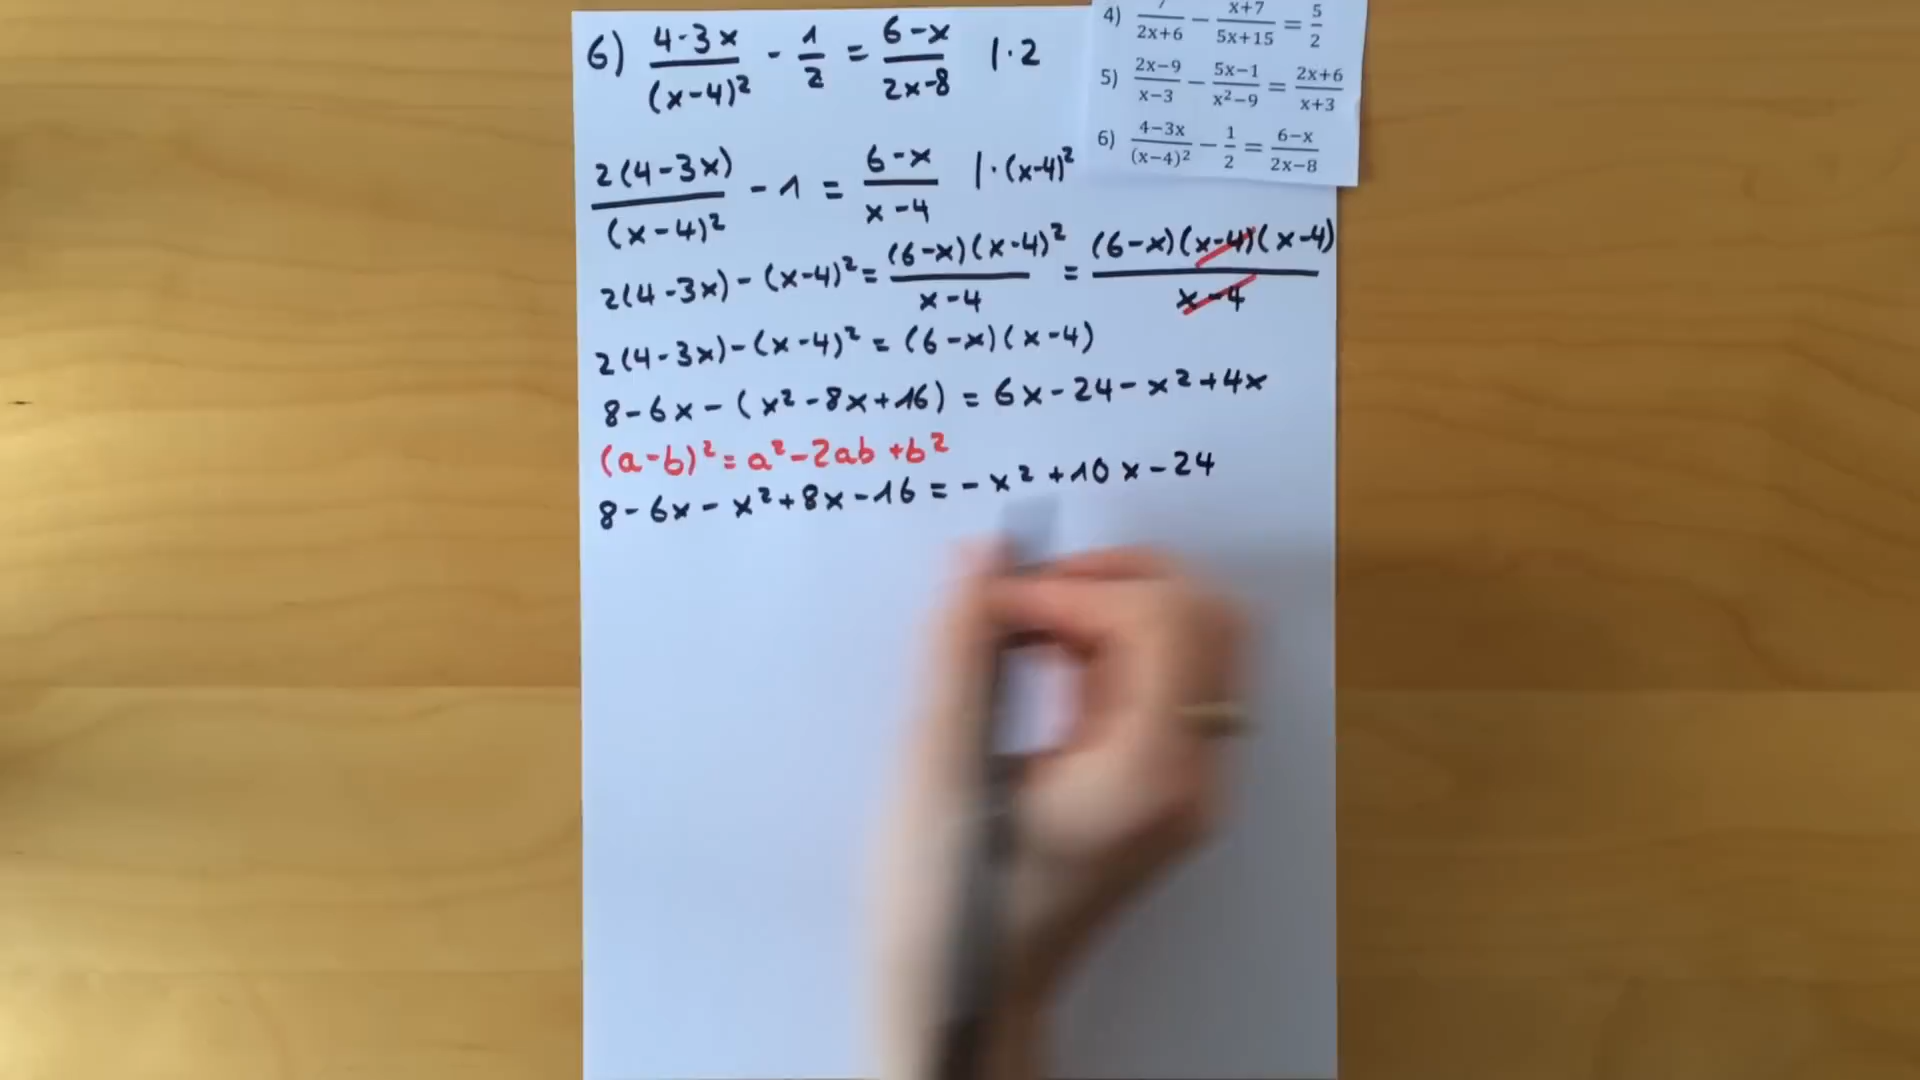 6) (4-3x)/(x-4)² - 1/2 = (6-x)/(2x-8) |·2
(2(4-3x))/(x-4)² - 1 = (6-x)/(x-4) |·(x-4)²
2(4-3x)-(x-4)² = ((6-x)(x-4)²)/(x-4) = ((6-x)(x-4)(x-4))/(x-4)
2(4-3x)-(x-4)² = (6-x)(x-4)
8-6x-(x²-8x+16) = 6x-24-x²+4x
(a-b)² = a²-2ab+b²
8-6x-x²+8x-16 = -x²+10x-24
4) 7/(2x+6) − (x+7)/(5x+15) = 5/2
5) (2x−9)/(x−3) − (5x−1)/(x²−9) = (2x+6)/(x+3)
6) (4−3x)/(x−4)² − 1/2 = (6−x)/(2x−8)